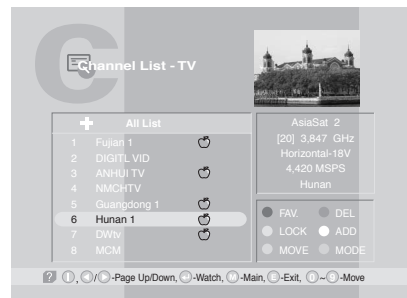 Channel List - TV
All List
1 Fujian 1
2 DIGITL VID
3 ANHUI TV
4 NMCHTV
5 Guangdong 1
6 Hunan 1
7 DWtv
8 MCM
AsiaSat 2
[20] 3,847 GHz
Horizontal-18V
4,420 MSPS
Hunan
FAV. DEL
LOCK ADD
MOVE MODE
? I, ◁/▷-Page Up/Down, ↵-Watch, M-Main, E-Exit, 0~9-Move